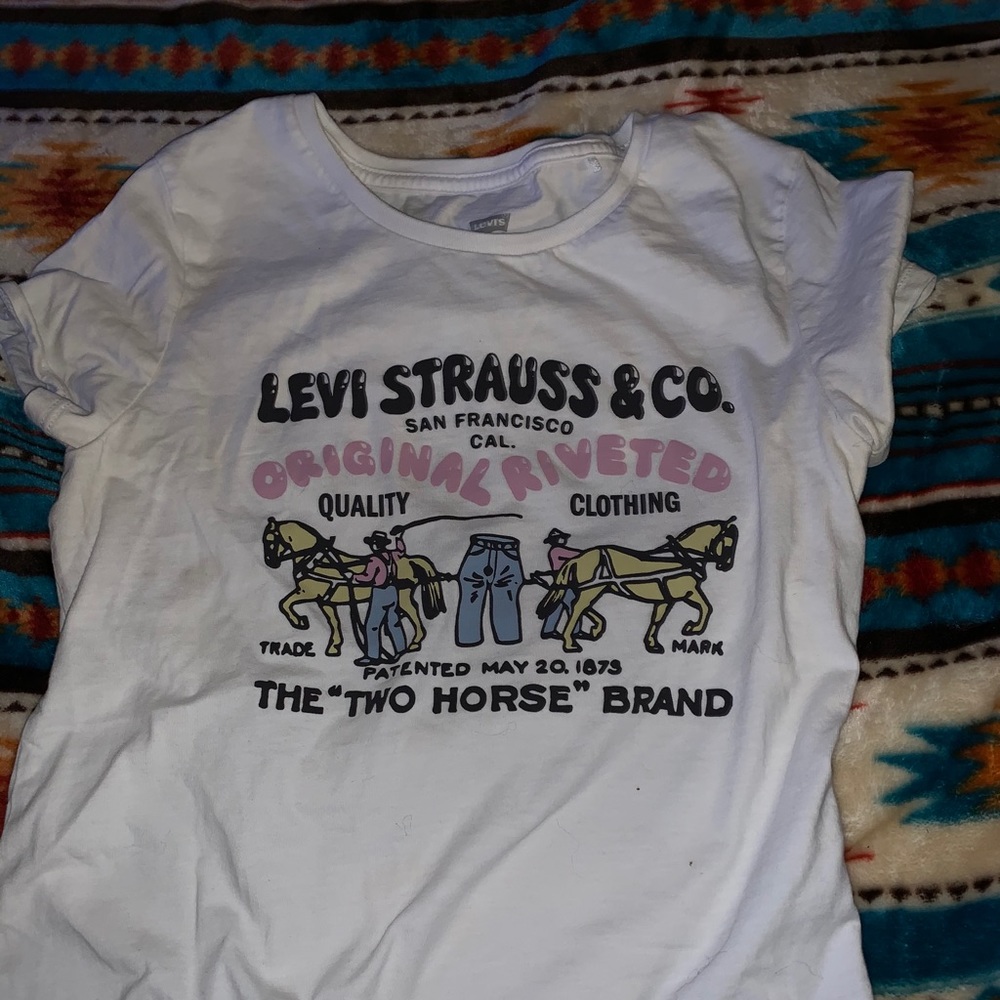 LEVI'S
LEVI STRAUSS & CO.
SAN FRANCISCO
CAL.
ORIGINAL RIVETED
QUALITY CLOTHING
TRADE MARK
PATENTED MAY 20. 1873
THE "TWO HORSE" BRAND